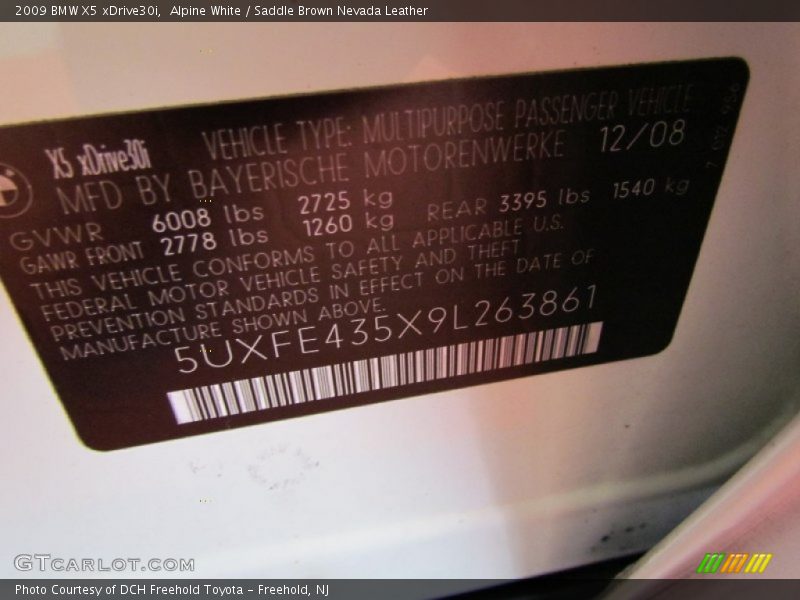 2009 BMW X5 xDrive30i,  Alpine White / Saddle Brown Nevada Leather
X5 xDrive30i VEHICLE TYPE: MULTIPURPOSE PASSENGER VEHICLE
MFD BY BAYERISCHE MOTORENWERKE 12/08
GVWR 6008 lbs 2725 kg
GAWR FRONT 2778 lbs 1260 kg REAR 3395 lbs 1540 kg
THIS VEHICLE CONFORMS TO ALL APPLICABLE U.S.
FEDERAL MOTOR VEHICLE SAFETY AND THEFT
PREVENTION STANDARDS IN EFFECT ON THE DATE OF
MANUFACTURE SHOWN ABOVE
5UXFE435X9L263861
GTCARLOT.COM
Photo Courtesy of DCH Freehold Toyota - Freehold, NJ